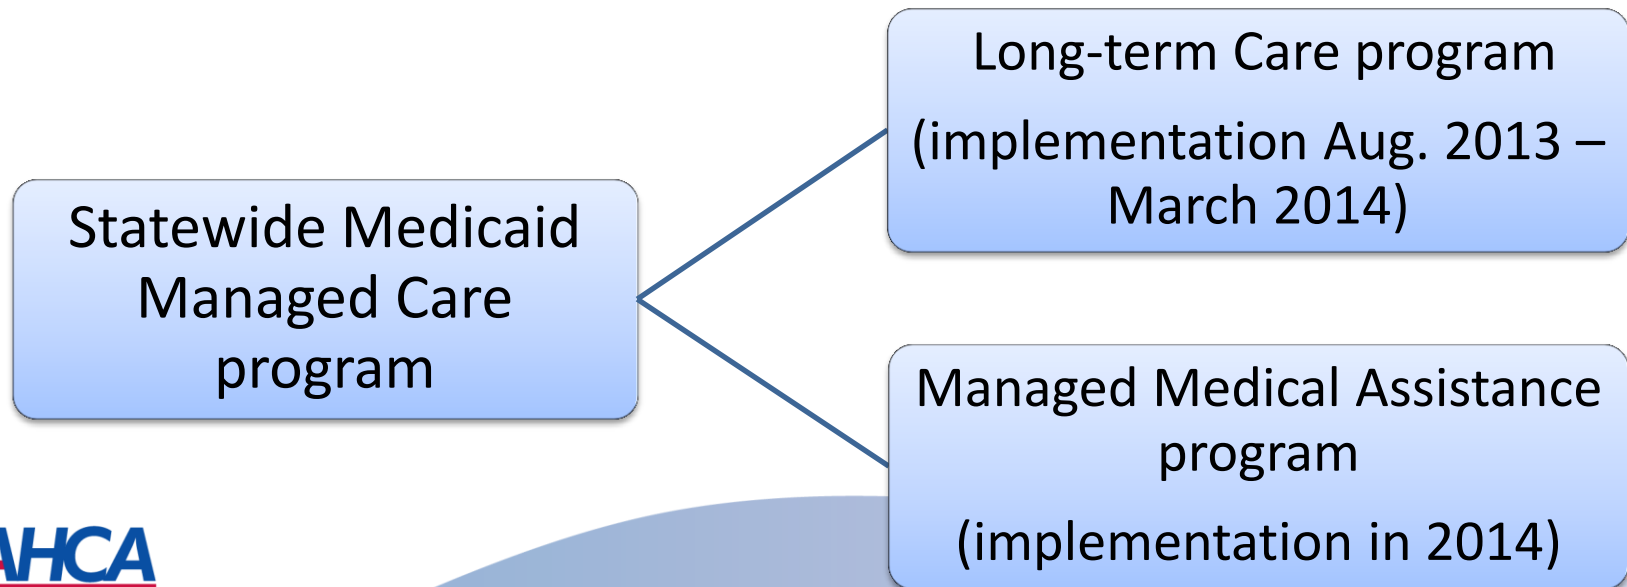 Statewide Medicaid
Managed Care
program
Long-term Care program
(implementation Aug. 2013 –
March 2014)
Managed Medical Assistance
program
(implementation in 2014)
AHCA